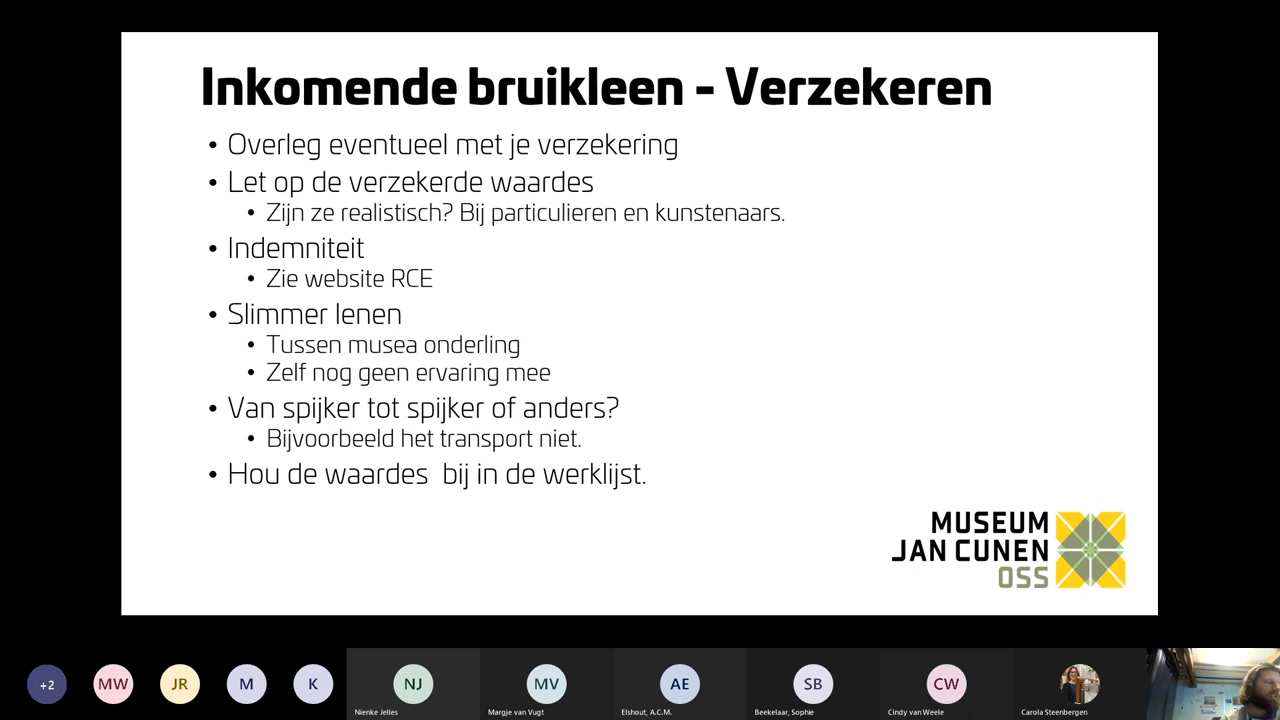 Inkomende bruikleen - Verzekeren
• Overleg eventueel met je verzekering
• Let op de verzekerde waardes
• Zijn ze realistisch? Bij particulieren en kunstenaars.
• Indemniteit
• Zie website RCE
• Slimmer lenen
• Tussen musea onderling
• Zelf nog geen ervaring mee
• Van spijker tot spijker of anders?
• Bijvoorbeeld het transport niet.
• Hou de waardes  bij in de werklijst.
MUSEUM
JAN CUNEN
OSS
+2 MW JR M K NJ MV AE SB CW
Nienke Jelles Margje van Vugt Elshout, A.C.M. Beekelaar, Sophie Cindy van Weele Carola Steenbergen